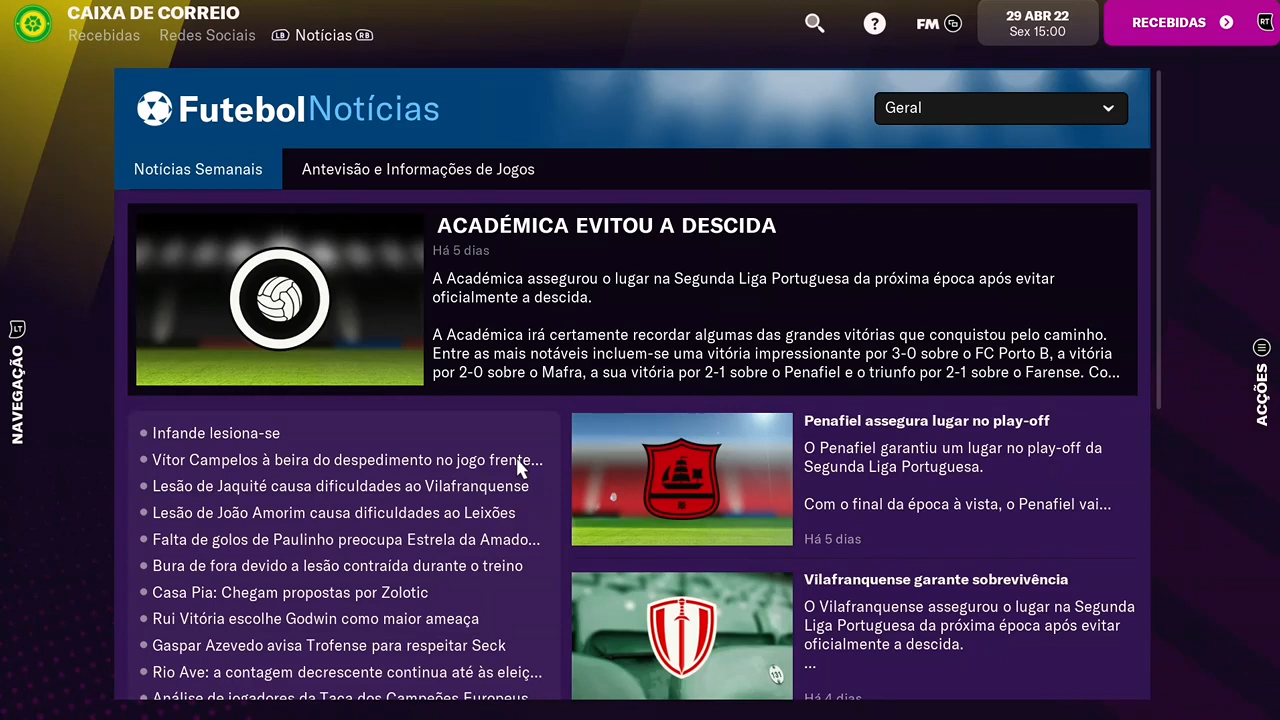 CAIXA DE CORREIO
Recebidas Redes Sociais LB Notícias RB
FM
29 ABR 22
Sex 15:00
RECEBIDAS
RT
FutebolNotícias
Geral
Notícias Semanais
Antevisão e Informações de Jogos
ACADÉMICA EVITOU A DESCIDA
Há 5 dias
A Académica assegurou o lugar na Segunda Liga Portuguesa da próxima época após evitar
oficialmente a descida.
A Académica irá certamente recordar algumas das grandes vitórias que conquistou pelo caminho.
Entre as mais notáveis incluem-se uma vitória impressionante por 3-0 sobre o FC Porto B, a vitória
por 2-0 sobre o Mafra, a sua vitória por 2-1 sobre o Penafiel e o triunfo por 2-1 sobre o Farense. Co...
LT
NAVEGAÇÃO
ACÇÕES
Infande lesiona-se
Vítor Campelos à beira do despedimento no jogo frente...
Lesão de Jaquité causa dificuldades ao Vilafranquense
Lesão de João Amorim causa dificuldades ao Leixões
Falta de golos de Paulinho preocupa Estrela da Amado...
Bura de fora devido a lesão contraída durante o treino
Casa Pia: Chegam propostas por Zolotic
Rui Vitória escolhe Godwin como maior ameaça
Gaspar Azevedo avisa Trofense para respeitar Seck
Rio Ave: a contagem decrescente continua até às eleiç...
Análise de jogadores da Taça dos Campeões Europeus
Penafiel assegura lugar no play-off
O Penafiel garantiu um lugar no play-off da
Segunda Liga Portuguesa.
Com o final da época à vista, o Penafiel vai...
Há 5 dias
Vilafranquense garante sobrevivência
O Vilafranquense assegurou o lugar na Segunda
Liga Portuguesa da próxima época após evitar
oficialmente a descida.
...
Há 4 dias